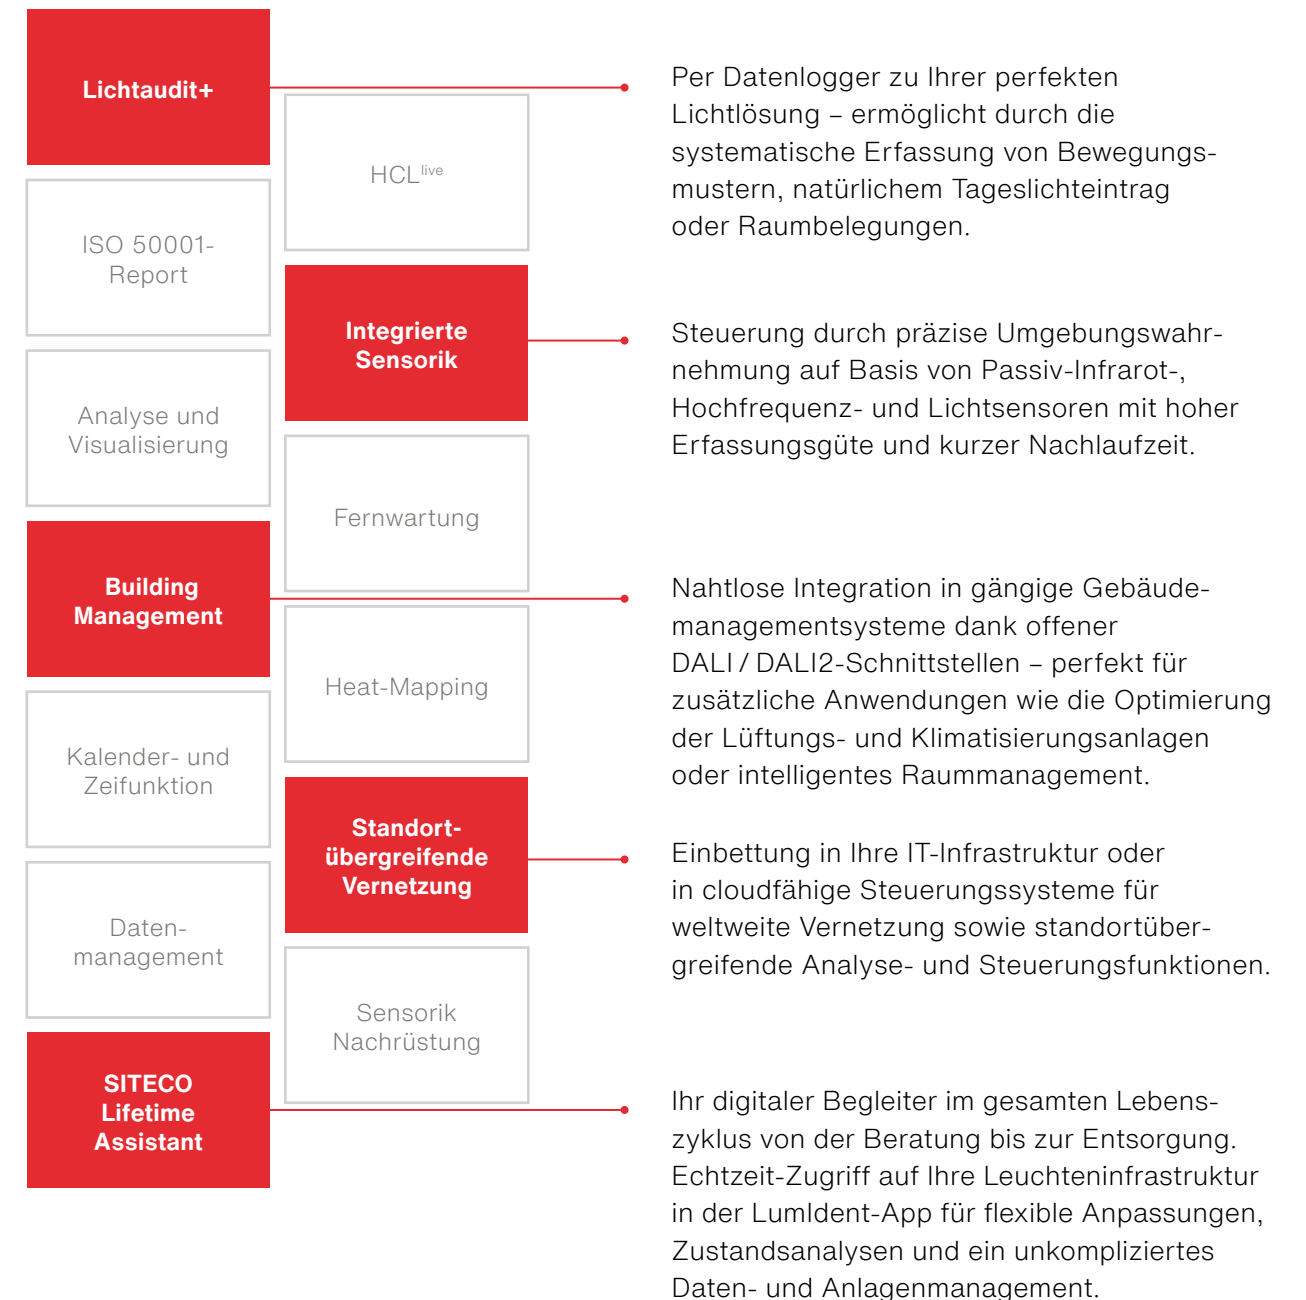 Lichtaudit+
Per Datenlogger zu Ihrer perfekten
Lichtlösung – ermöglicht durch die
systematische Erfassung von Bewegungs-
mustern, natürlichem Tageslichteintrag
oder Raumbelegungen.
HCLlive
ISO 50001-
Report
Integrierte
Sensorik
Steuerung durch präzise Umgebungswahr-
nehmung auf Basis von Passiv-Infrarot-,
Hochfrequenz- und Lichtsensoren mit hoher
Erfassungsgüte und kurzer Nachlaufzeit.
Analyse und
Visualisierung
Fernwartung
Building
Management
Nahtlose Integration in gängige Gebäude-
managementsysteme dank offener
DALI / DALI2-Schnittstellen – perfekt für
zusätzliche Anwendungen wie die Optimierung
der Lüftungs- und Klimatisierungsanlagen
oder intelligentes Raummanagement.
Heat-Mapping
Kalender- und
Zeifunktion
Standort-
übergreifende
Vernetzung
Einbettung in Ihre IT-Infrastruktur oder
in cloudfähige Steuerungssysteme für
weltweite Vernetzung sowie standortüber-
greifende Analyse- und Steuerungsfunktionen.
Daten-
management
Sensorik
Nachrüstung
SITECO
Lifetime
Assistant
Ihr digitaler Begleiter im gesamten Lebens-
zyklus von der Beratung bis zur Entsorgung.
Echtzeit-Zugriff auf Ihre Leuchteninfrastruktur
in der LumIdent-App für flexible Anpassungen,
Zustandsanalysen und ein unkompliziertes
Daten- und Anlagenmanagement.